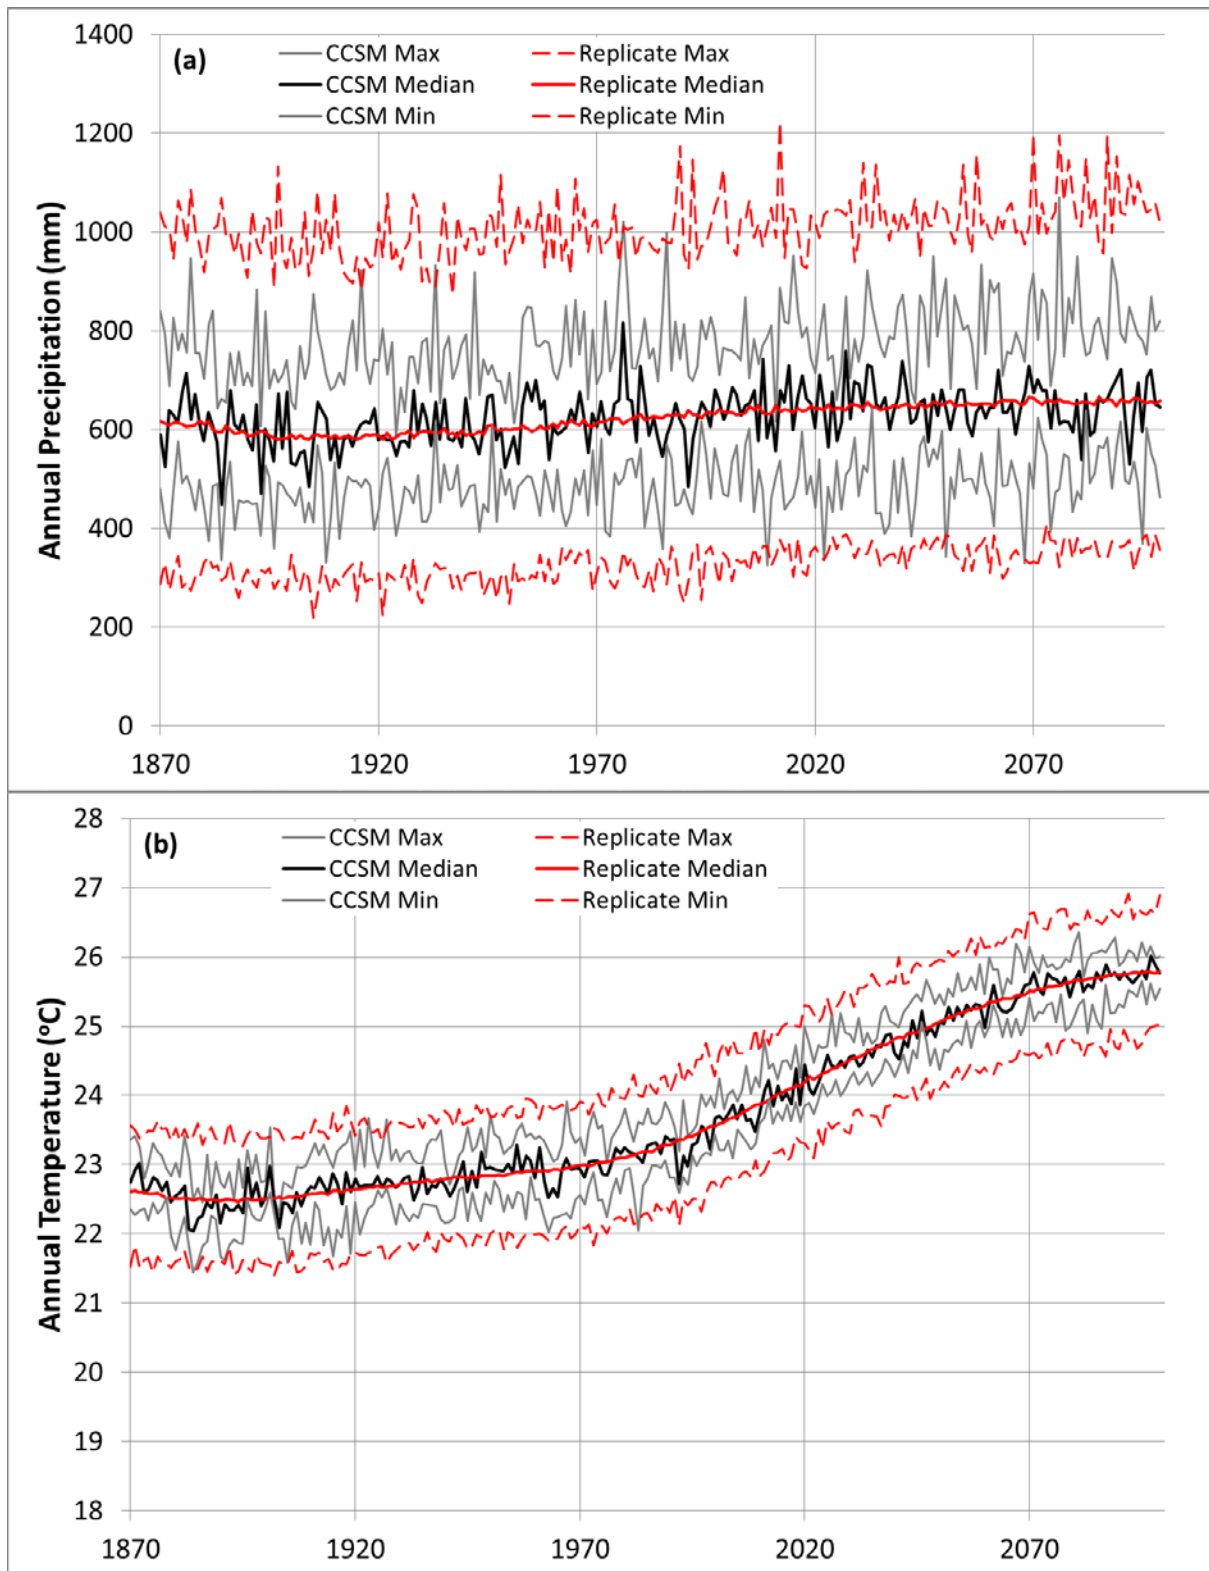 1400
(a)
CCSM Max
Replicate Max
CCSM Median
Replicate Median
CCSM Min
Replicate Min
1200
1000
800
600
400
200
0
Annual Precipitation (mm)
1870 1920 1970 2020 2070
28
(b)
CCSM Max
Replicate Max
CCSM Median
Replicate Median
CCSM Min
Replicate Min
27
26
25
24
23
22
21
20
19
18
Annual Temperature (ºC)
1870 1920 1970 2020 2070